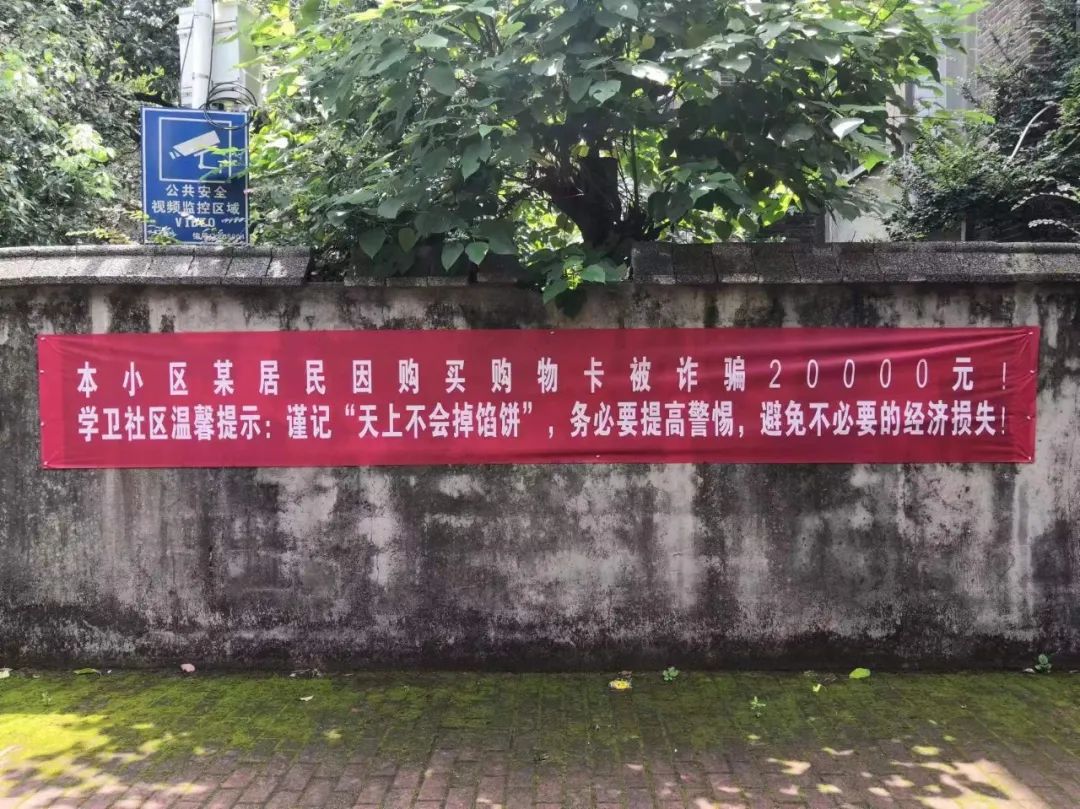 公共安全
视频监控区域
VIDEO
本小区某居民因购买购物卡被诈骗20000元！
学卫社区温馨提示：谨记“天上不会掉馅饼”，务必要提高警惕，避免不必要的经济损失！